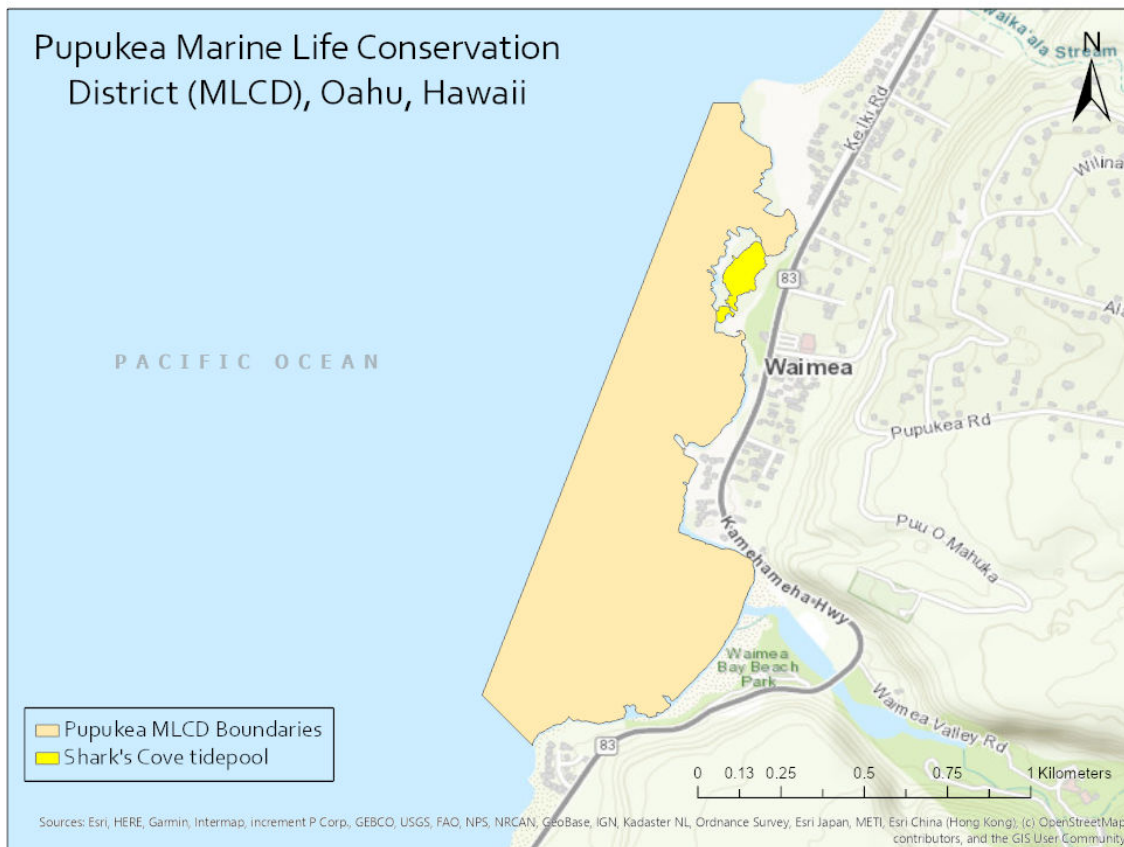 Pupukea Marine Life Conservation
District (MLCD), Oahu, Hawaii
Waika'ala
Stream
N
Ke Iki Rd
Wilina
83
Ala
PACIFIC OCEAN
Waimea
Pupukea Rd
Puu O Mahuka
Kamehameha Hwy
Waimea
Bay Beach
Park
Waimea Valley Rd
Pupukea MLCD Boundaries
Shark's Cove tidepool
83
0 0.13 0.25 0.5 0.75 1 Kilometers
Sources: Esri, HERE, Garmin, Intermap, increment P Corp., GEBCO, USGS, FAO, NPS, NRCAN, GeoBase, IGN, Kadaster NL, Ordnance Survey, Esri Japan, METI, Esri China (Hong Kong), (c) OpenStreetMap
contributors, and the GIS User Community